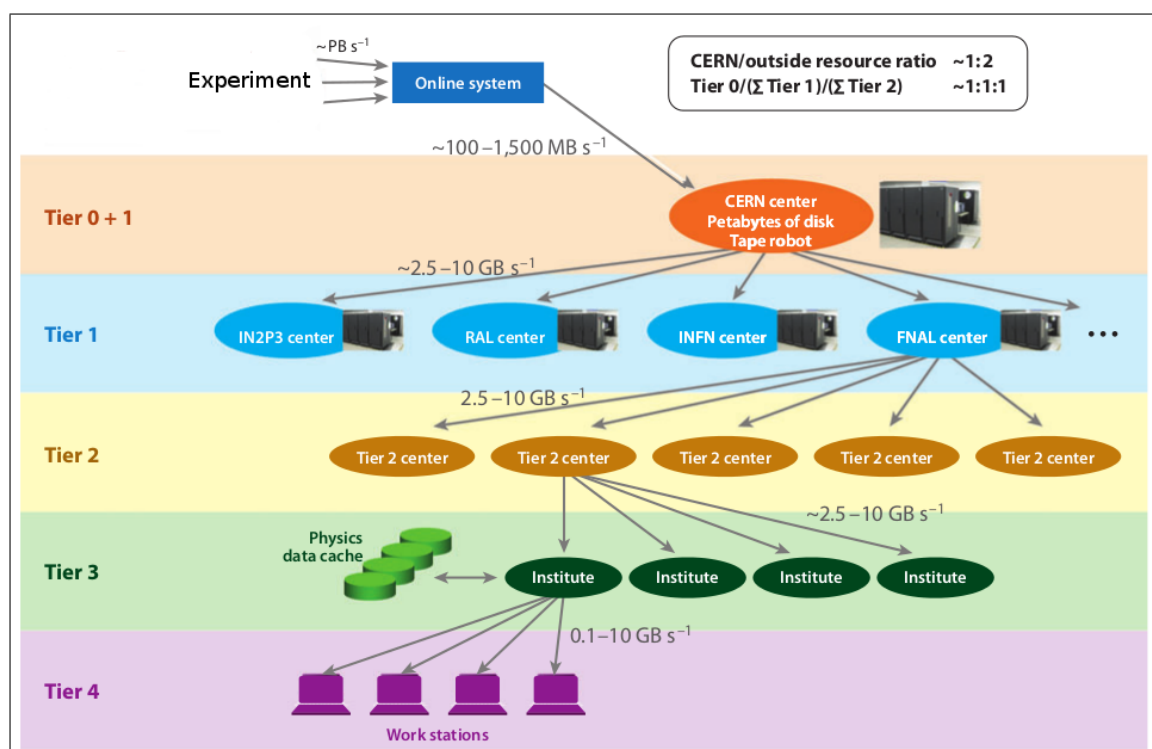 ~PB s⁻¹
Experiment
Online system
CERN/outside resource ratio ~1:2
Tier 0/(∑ Tier 1)/(∑ Tier 2) ~1:1:1
~100–1,500 MB s⁻¹
Tier 0 + 1
CERN center
Petabytes of disk
Tape robot
~2.5–10 GB s⁻¹
Tier 1
IN2P3 center
RAL center
INFN center
FNAL center
...
2.5–10 GB s⁻¹
Tier 2
Tier 2 center
Tier 2 center
Tier 2 center
Tier 2 center
Tier 2 center
~2.5–10 GB s⁻¹
Tier 3
Physics
data cache
Institute
Institute
Institute
Institute
0.1–10 GB s⁻¹
Tier 4
Work stations